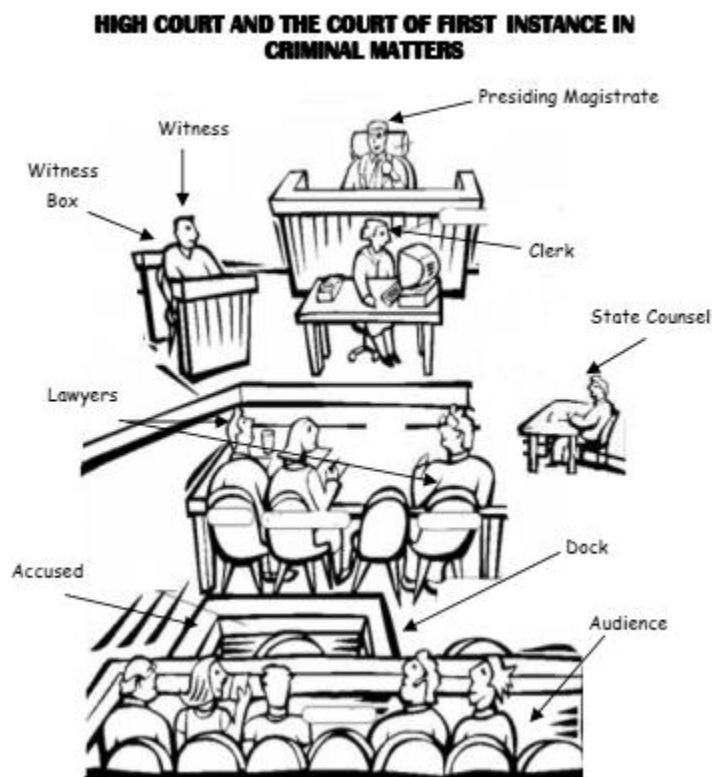 HIGH COURT AND THE COURT OF FIRST INSTANCE IN
CRIMINAL MATTERS
Presiding Magistrate
Witness
Witness
Box
Clerk
State Counsel
Lawyers
Dock
Accused
Audience